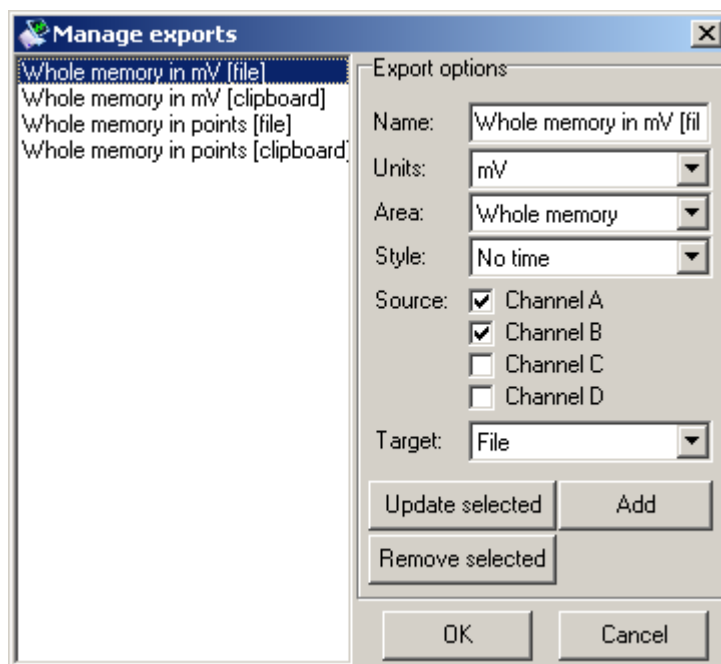 Manage exports
Whole memory in mV [file]
Whole memory in mV [clipboard]
Whole memory in points [file]
Whole memory in points [clipboard]
Export options
Name: Whole memory in mV [fil
Units: mV
Area: Whole memory
Style: No time
Source: Channel A
Channel B
Channel C
Channel D
Target: File
Update selected Add
Remove selected
OK Cancel